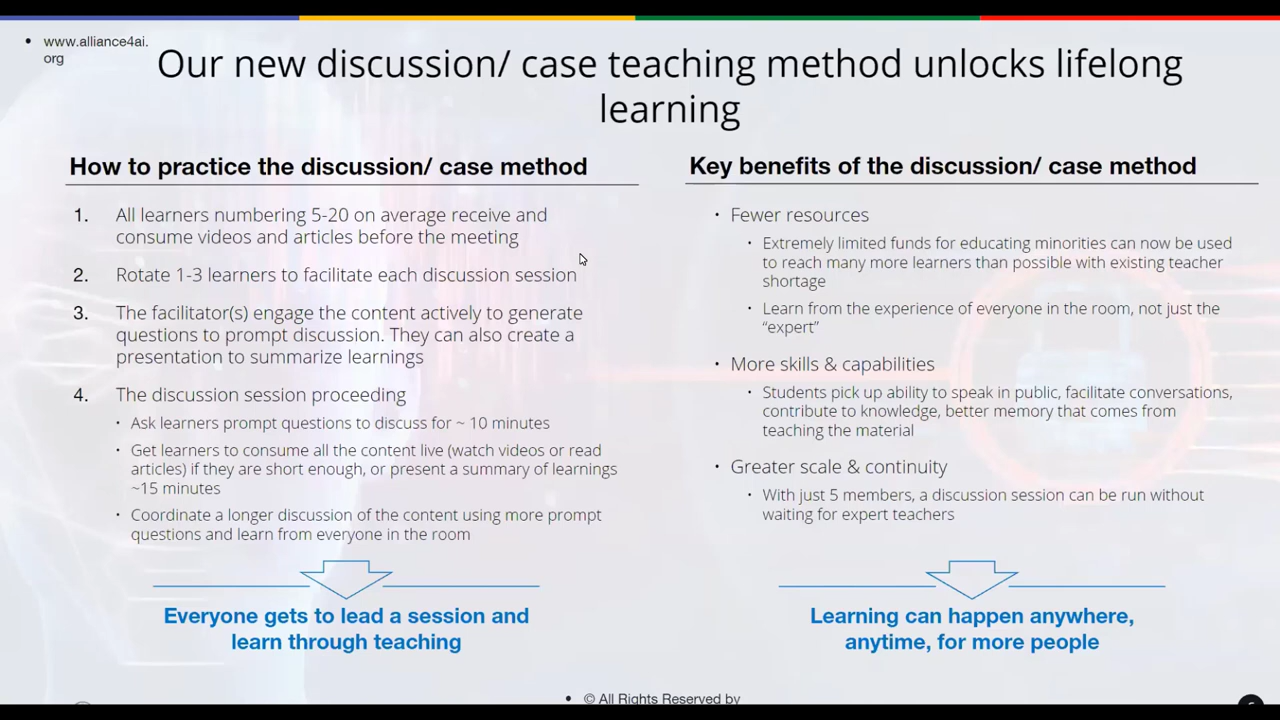 • www.alliance4ai.
org
Our new discussion/ case teaching method unlocks lifelong
learning
How to practice the discussion/ case method
1. All learners numbering 5-20 on average receive and
consume videos and articles before the meeting
2. Rotate 1-3 learners to facilitate each discussion session
3. The facilitator(s) engage the content actively to generate
questions to prompt discussion. They can also create a
presentation to summarize learnings
4. The discussion session proceeding
• Ask learners prompt questions to discuss for ~ 10 minutes
• Get learners to consume all the content live (watch videos or read
articles) if they are short enough, or present a summary of learnings
~15 minutes
• Coordinate a longer discussion of the content using more prompt
questions and learn from everyone in the room
Everyone gets to lead a session and
learn through teaching
Key benefits of the discussion/ case method
• Fewer resources
• Extremely limited funds for educating minorities can now be used
to reach many more learners than possible with existing teacher
shortage
• Learn from the experience of everyone in the room, not just the
“expert”
• More skills & capabilities
• Students pick up ability to speak in public, facilitate conversations,
contribute to knowledge, better memory that comes from
teaching the material
• Greater scale & continuity
• With just 5 members, a discussion session can be run without
waiting for expert teachers
Learning can happen anywhere,
anytime, for more people
• © All Rights Reserved by